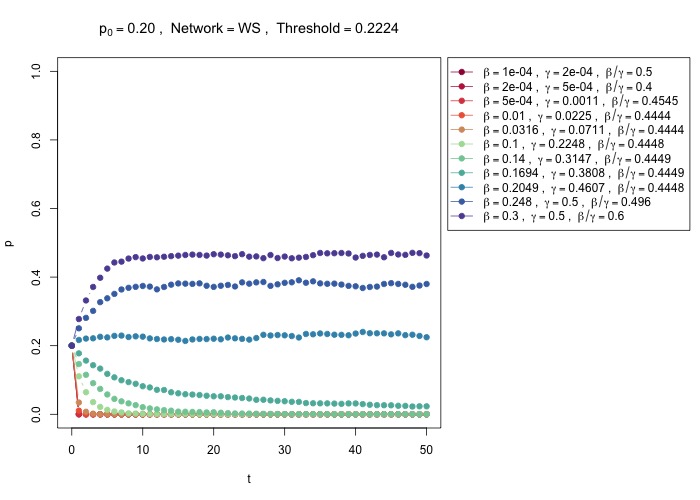 p0 = 0.20 , Network = WS , Threshold = 0.2224
1.0
0.8
0.6
0.4
0.2
0.0
p
0 10 20 30 40 50
t
β = 1e-04 , γ = 2e-04 , β/γ = 0.5
β = 2e-04 , γ = 5e-04 , β/γ = 0.4
β = 5e-04 , γ = 0.0011 , β/γ = 0.4545
β = 0.01 , γ = 0.0225 , β/γ = 0.4444
β = 0.0316 , γ = 0.0711 , β/γ = 0.4444
β = 0.1 , γ = 0.2248 , β/γ = 0.4448
β = 0.14 , γ = 0.3147 , β/γ = 0.4449
β = 0.1694 , γ = 0.3808 , β/γ = 0.4449
β = 0.2049 , γ = 0.4607 , β/γ = 0.4448
β = 0.248 , γ = 0.5 , β/γ = 0.496
β = 0.3 , γ = 0.5 , β/γ = 0.6